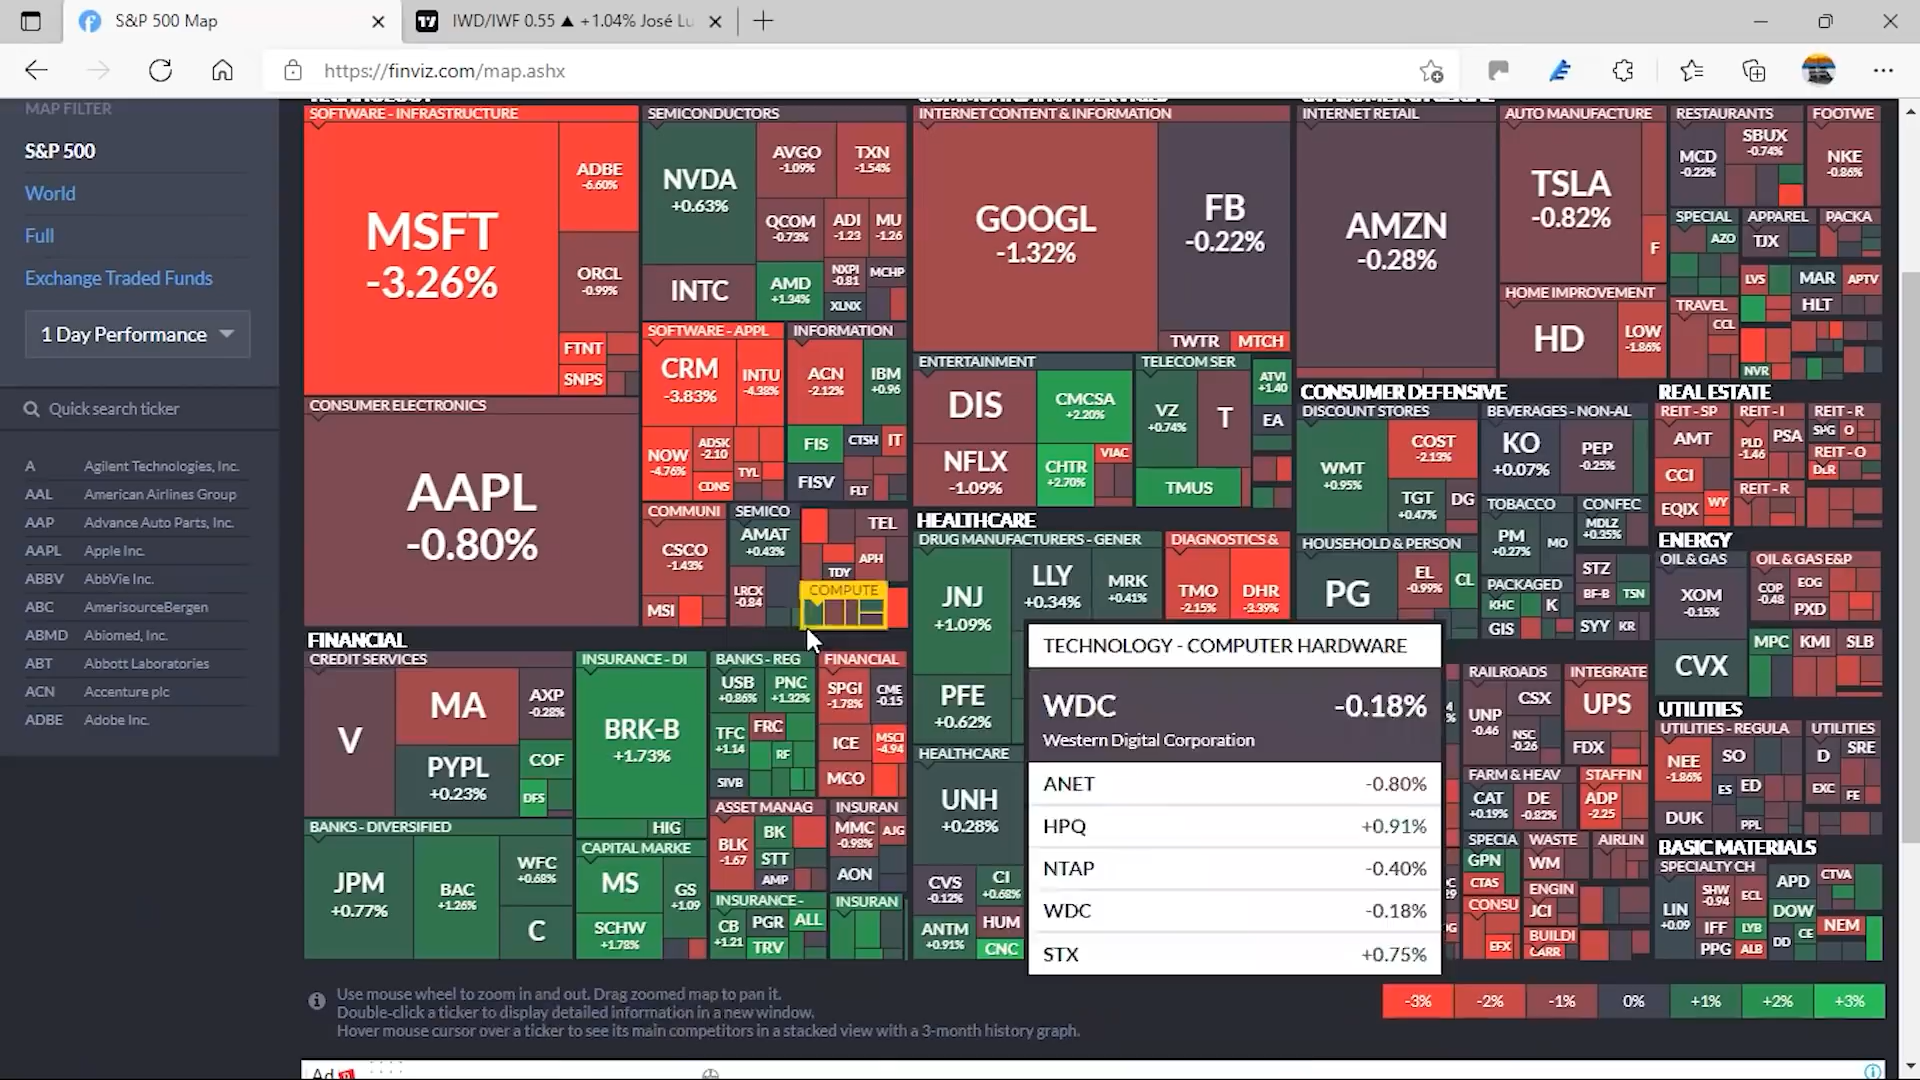 S&P 500 Map
IWD/IWF 0.55 ▲ +1.04% José Lu
https://finviz.com/map.ashx
MAP FILTER
S&P 500
World
Full
Exchange Traded Funds
1 Day Performance
Quick search ticker
A Agilent Technologies, Inc.
AAL American Airlines Group
AAP Advance Auto Parts, Inc.
AAPL Apple Inc.
ABBV AbbVie Inc.
ABC AmerisourceBergen
ABMD Abiomed, Inc.
ABT Abbott Laboratories
ACN Accenture plc
ADBE Adobe Inc.
SOFTWARE - INFRASTRUCTURE
MSFT
-3.26%
ADBE
-6.60%
ORCL
-0.99%
FTNT
SNPS
CONSUMER ELECTRONICS
AAPL
-0.80%
SEMICONDUCTORS
NVDA
+0.63%
AVGO
-1.09%
TXN
-1.54%
QCOM
-0.73%
ADI
-1.23
MU
-1.26
INTC
AMD
+1.34%
NXPI
-0.81
MCHP
XLNX
SOFTWARE - APPL
CRM
-3.83%
INTU
-4.38%
NOW
-4.76%
ADSK
-2.10
CDNS
TYL
INFORMATION
ACN
-2.12%
IBM
+0.96
FIS
CTSH
IT
FISV
FLT
COMMUNI
CSCO
-1.43%
MSI
SEMICO
AMAT
+0.43%
LRCX
-0.84
TEL
APH
TDY
COMPUTE
INTERNET CONTENT & INFORMATION
GOOGL
-1.32%
FB
-0.22%
TWTR
MTCH
ENTERTAINMENT
DIS
CMCSA
+2.20%
NFLX
-1.09%
CHTR
+2.70%
VIAC
TELECOM SER
VZ
+0.74%
T
TMUS
ATVI
+1.40
EA
INTERNET RETAIL
AMZN
-0.28%
AUTO MANUFACTURE
TSLA
-0.82%
F
HOME IMPROVEMENT
HD
LOW
-1.86%
RESTAURANTS
MCD
-0.22%
SBUX
-0.74%
FOOTWE
NKE
-0.86%
SPECIAL
AZO
APPAREL
TJX
PACKA
LVS
MAR
APTV
HLT
TRAVEL
CCL
NVR
CONSUMER DEFENSIVE
DISCOUNT STORES
WMT
+0.95%
COST
-2.13%
TGT
+0.47%
DG
BEVERAGES - NON-AL
KO
+0.07%
PEP
-0.25%
TOBACCO
PM
+0.27%
MO
CONFEC
MDLZ
+0.35%
HOUSEHOLD & PERSON
PG
EL
-0.99%
CL
PACKAGED
KHC
K
GIS
STZ
BF-B
TSN
SYY
KR
REAL ESTATE
REIT - SP
AMT
CCI
EQIX
WY
REIT - I
PLD
-1.46
PSA
REIT - R
SPG
O
REIT - O
DLR
REIT - R
ENERGY
OIL & GAS
XOM
-0.15%
CVX
OIL & GAS E&P
COP
-0.48
EOG
PXD
MPC
KMI
SLB
HEALTHCARE
DRUG MANUFACTURERS - GENER
JNJ
+1.09%
LLY
+0.34%
MRK
+0.41%
PFE
+0.62%
DIAGNOSTICS &
TMO
-2.15%
DHR
-3.39%
HEALTHCARE
UNH
+0.28%
CVS
-0.12%
CI
+0.68%
ANTM
+0.91%
HUM
CNC
TECHNOLOGY - COMPUTER HARDWARE
WDC -0.18%
Western Digital Corporation
ANET -0.80%
HPQ +0.91%
NTAP -0.40%
WDC -0.18%
STX +0.75%
FINANCIAL
CREDIT SERVICES
V
MA
AXP
-0.28%
PYPL
+0.23%
COF
DFS
BANKS - DIVERSIFIED
JPM
+0.77%
BAC
+1.26%
WFC
+0.68%
C
INSURANCE - DI
BRK-B
+1.73%
HIG
CAPITAL MARKE
MS
GS
+1.09
SCHW
+1.78%
BANKS - REG
USB
+0.86%
PNC
+1.32%
TFC
+1.14
FRC
RF
SIVB
FINANCIAL
SPGI
-1.78%
CME
-0.15
ICE
MSCI
-4.94
MCO
ASSET MANAG
BLK
-1.67
BK
STT
AMP
INSURAN
MMC
-0.98%
AJG
AON
INSURANCE -
CB
+1.21
PGR
ALL
TRV
INSURAN
RAILROADS
UNP
-0.46
CSX
NSC
-0.26
INTEGRATE
UPS
FDX
FARM & HEAV
CAT
+0.19%
DE
-0.82%
STAFFIN
ADP
-2.25
SPECIA
GPN
CTAS
WASTE
WM
AIRLIN
CONSU
EFX
ENGIN
JCI
BUILDI
CARR
UTILITIES
UTILITIES - REGULA
NEE
-1.86%
SO
ES
ED
DUK
PPL
UTILITIES
D
SRE
EXC
FE
BASIC MATERIALS
SPECIALTY CH
LIN
+0.09
SHW
-0.94
ECL
APD
CTVA
DOW
IFF
LYB
PPG
ALB
DD
CE
NEM
Use mouse wheel to zoom in and out. Drag zoomed map to pan it.
Double-click a ticker to display detailed information in a new window.
Hover mouse cursor over a ticker to see its main competitors in a stacked view with a 3-month history graph.
-3% -2% -1% 0% +1% +2% +3%
Ad